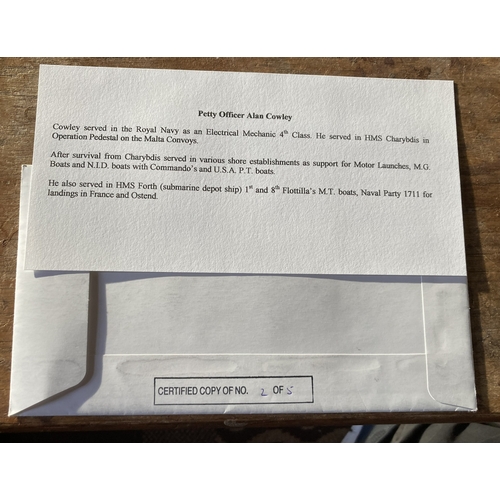 Petty Officer Alan Cowley
Cowley served in the Royal Navy as an Electrical Mechanic 4th Class. He served in HMS Charybdis in
Operation Pedestal on the Malta Convoys.
After survival from Charybdis served in various shore establishments as support for Motor Launches, M.G.
Boats and N.I.D. boats with Commando's and U.S.A. P.T. boats.
He also served in HMS Forth (submarine depot ship) 1st and 8th Flottilla's M.T. boats, Naval Party 1711 for
landings in France and Ostend.
CERTIFIED COPY OF NO. 2 OF 5